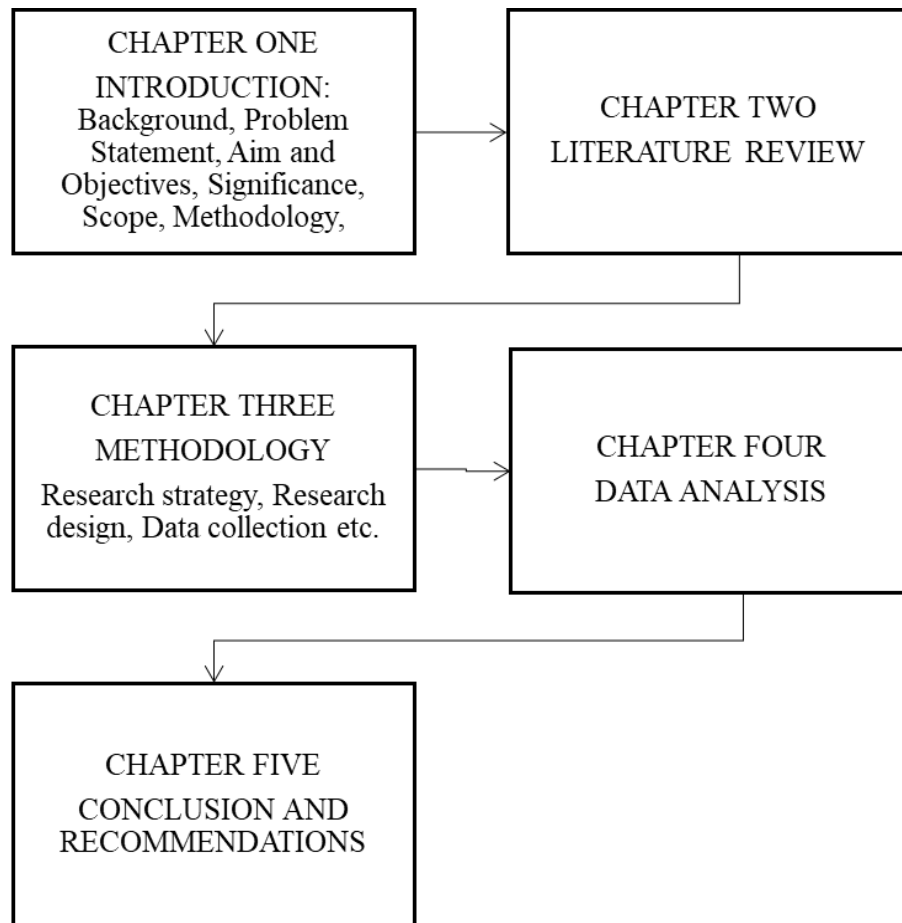 CHAPTER ONE
INTRODUCTION:
Background, Problem
Statement, Aim and
Objectives, Significance,
Scope, Methodology,
CHAPTER TWO
LITERATURE REVIEW
CHAPTER THREE
METHODOLOGY
Research strategy, Research
design, Data collection etc.
CHAPTER FOUR
DATA ANALYSIS
CHAPTER FIVE
CONCLUSION AND
RECOMMENDATIONS